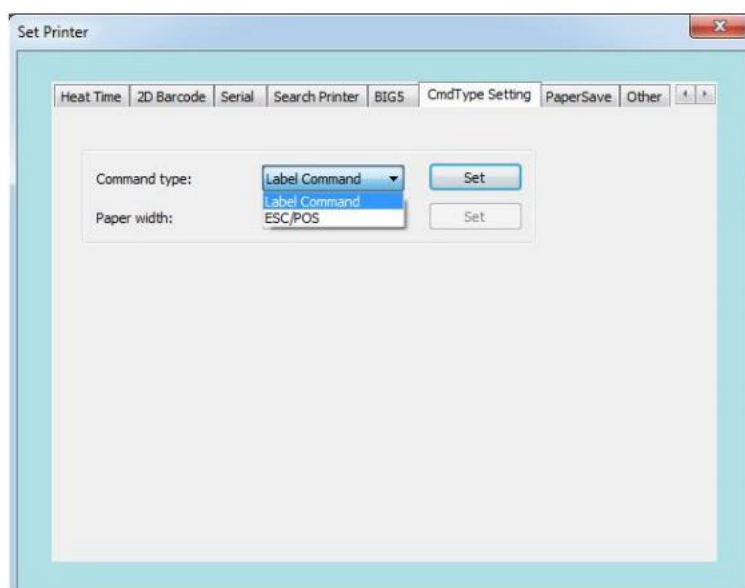 Set Printer
Heat Time 2D Barcode Serial Search Printer BIG5 CmdType Setting PaperSave Other
Command type: Label Command Set
Label Command
Paper width: ESC/POS Set